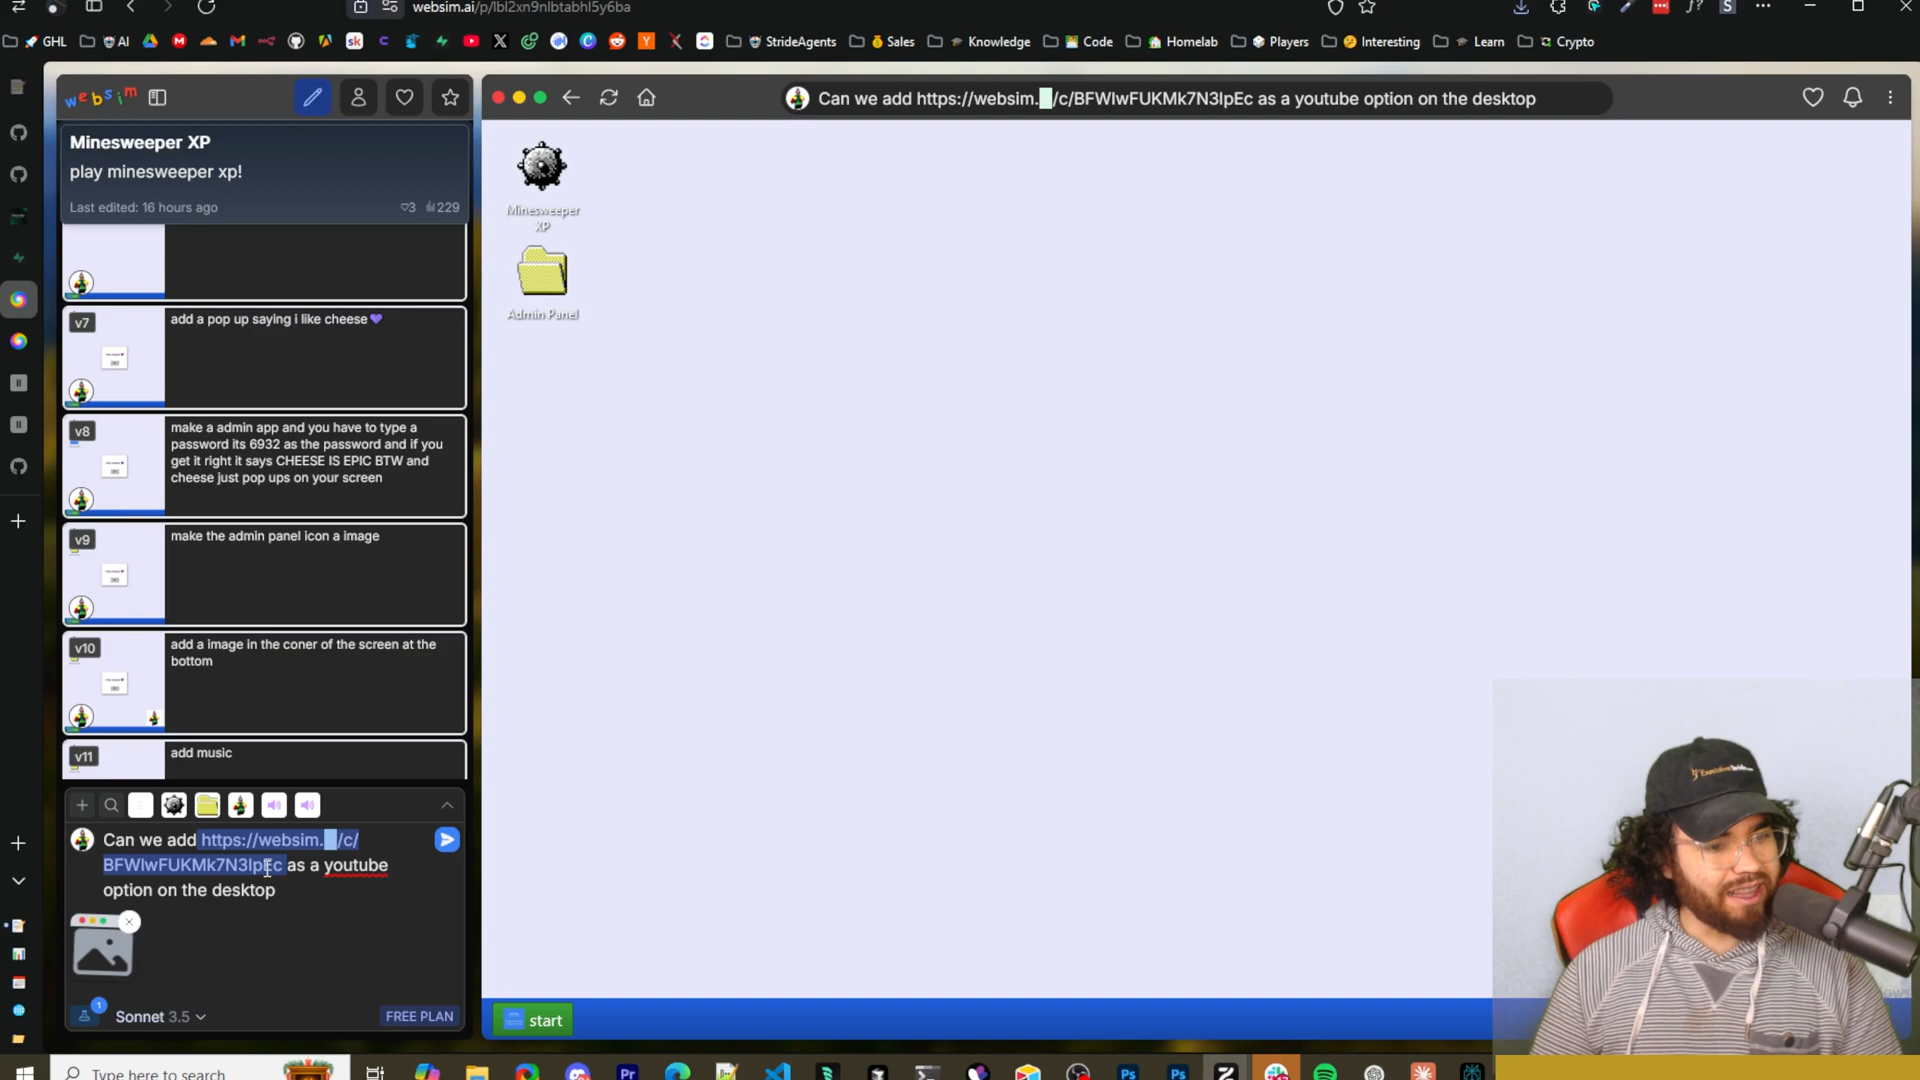 websim.ai/p/lbl2xn9nlbtabhl5y6ba
GHL
AI
sk
StrideAgents
Sales
Knowledge
Code
Homelab
Players
Interesting
Learn
Crypto
websim
Can we add https://websim. /c/BFWlwFUKMk7N3lpEc as a youtube option on the desktop
Minesweeper XP
play minesweeper xp!
Last edited: 16 hours ago
3
229
v7
add a pop up saying i like cheese💜
v8
make a admin app and you have to type a
password its 6932 as the password and if you
get it right it says CHEESE IS EPIC BTW and
cheese just pop ups on your screen
v9
make the admin panel icon a image
v10
add a image in the coner of the screen at the
bottom
v11
add music
Can we add https://websim. /c/
BFWlwFUKMk7N3lpEc as a youtube
option on the desktop
1
Sonnet 3.5
FREE PLAN
Minesweeper
XP
Admin Panel
start
Type here to search